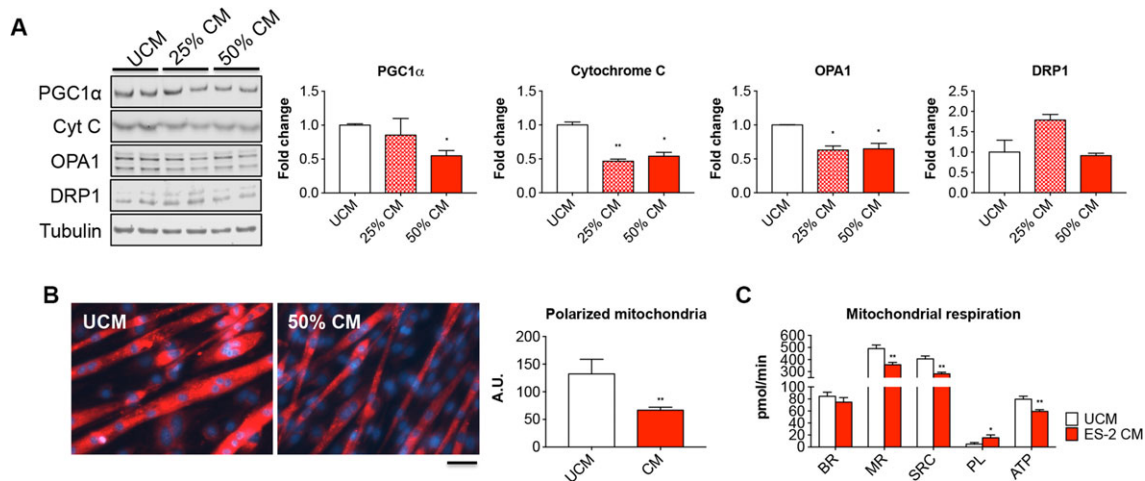 A
UCM
25% CM
50% CM
PGC1α
Cyt C
OPA1
DRP1
Tubulin
PGC1α
Fold change
1.5
1.0
0.5
0.0
*
UCM
25% CM
50% CM
Cytochrome C
Fold change
1.5
1.0
0.5
0.0
**
*
UCM
25% CM
50% CM
OPA1
Fold change
1.5
1.0
0.5
0.0
*
*
UCM
25% CM
50% CM
DRP1
Fold change
2.5
2.0
1.5
1.0
0.5
0.0
UCM
25% CM
50% CM
B
UCM
50% CM
Polarized mitochondria
A.U.
200
150
100
50
0
**
UCM
CM
C
Mitochondrial respiration
pmol/min
600
500
400
300
200
100
80
60
40
20
0
**
**
*
**
BR
MR
SRC
PL
ATP
UCM
ES-2 CM